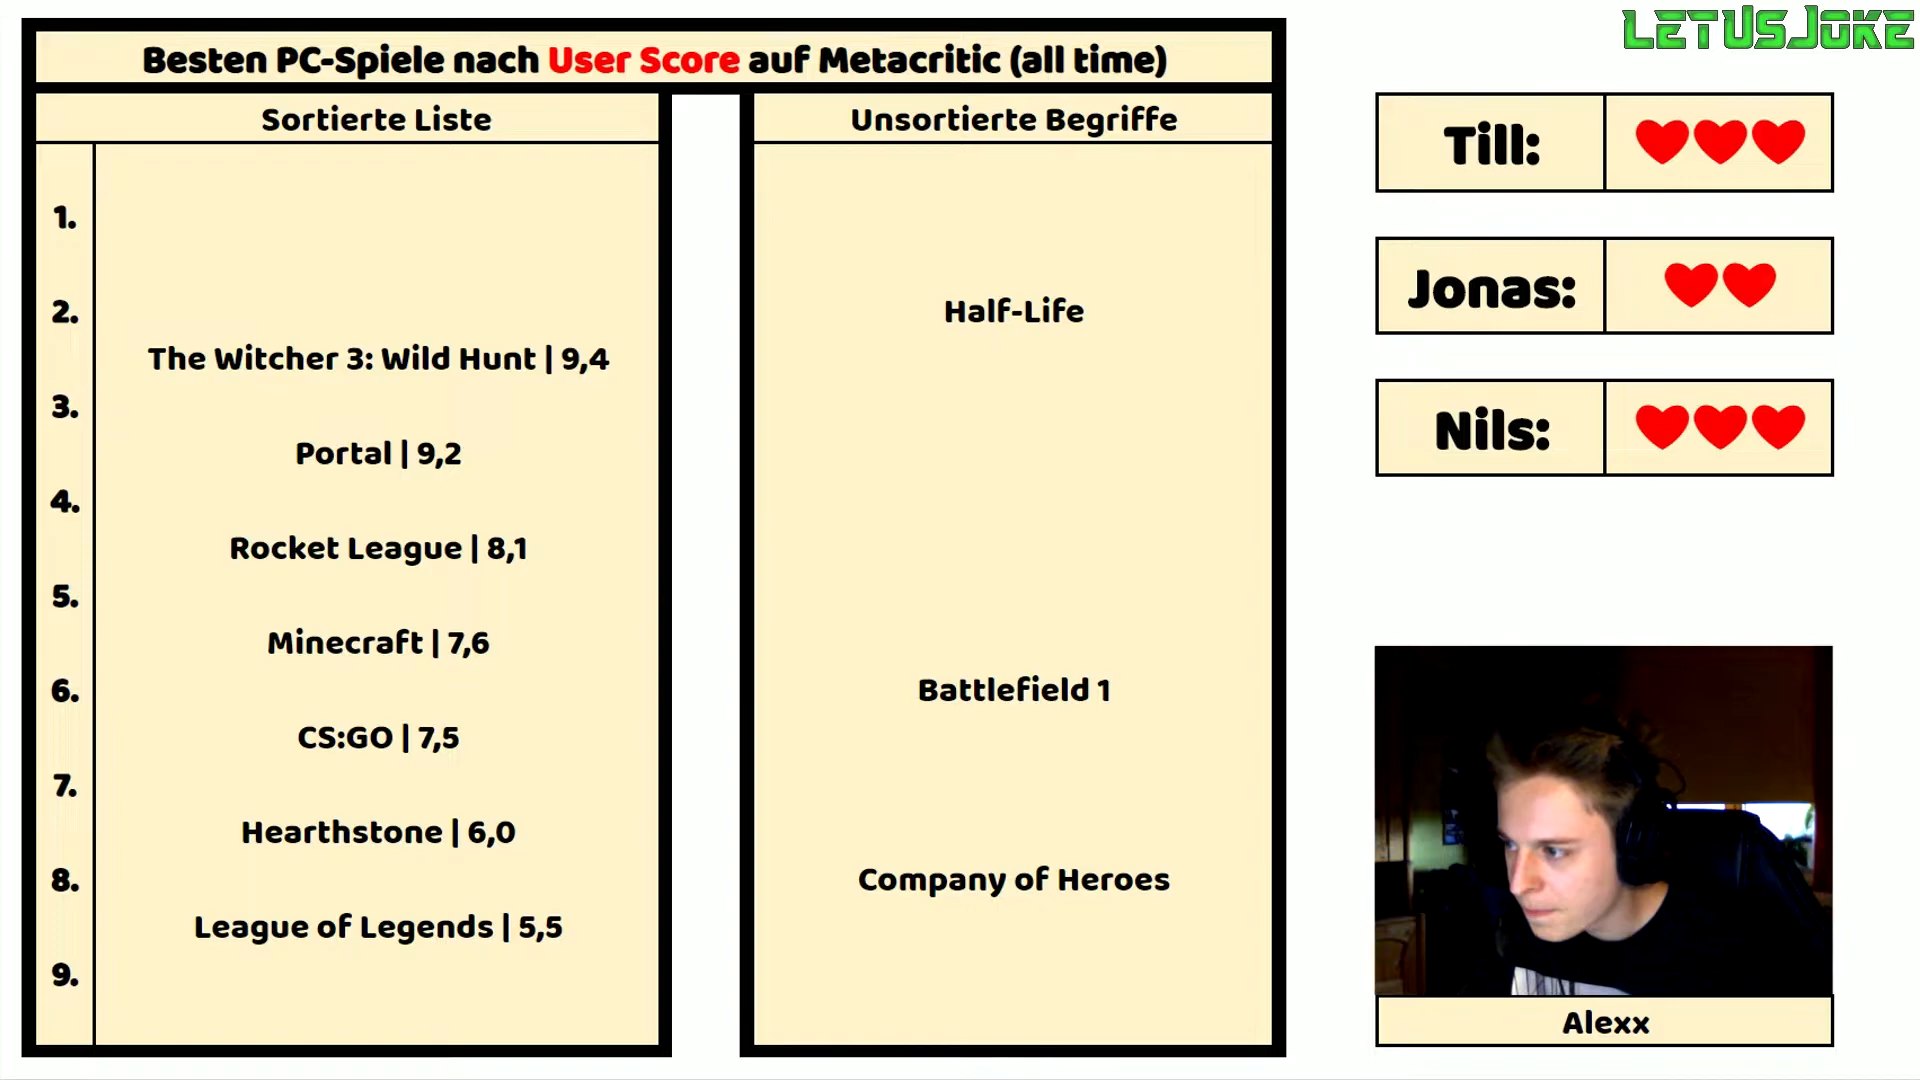 LETUSJOKE
Besten PC-Spiele nach User Score auf Metacritic (all time)
Sortierte Liste
Unsortierte Begriffe
1.
2.
The Witcher 3: Wild Hunt | 9,4
3.
Portal | 9,2
4.
Rocket League | 8,1
5.
Minecraft | 7,6
6.
CS:GO | 7,5
7.
Hearthstone | 6,0
8.
League of Legends | 5,5
9.
Half-Life
Battlefield 1
Company of Heroes
Till:
Jonas:
Nils:
Alexx